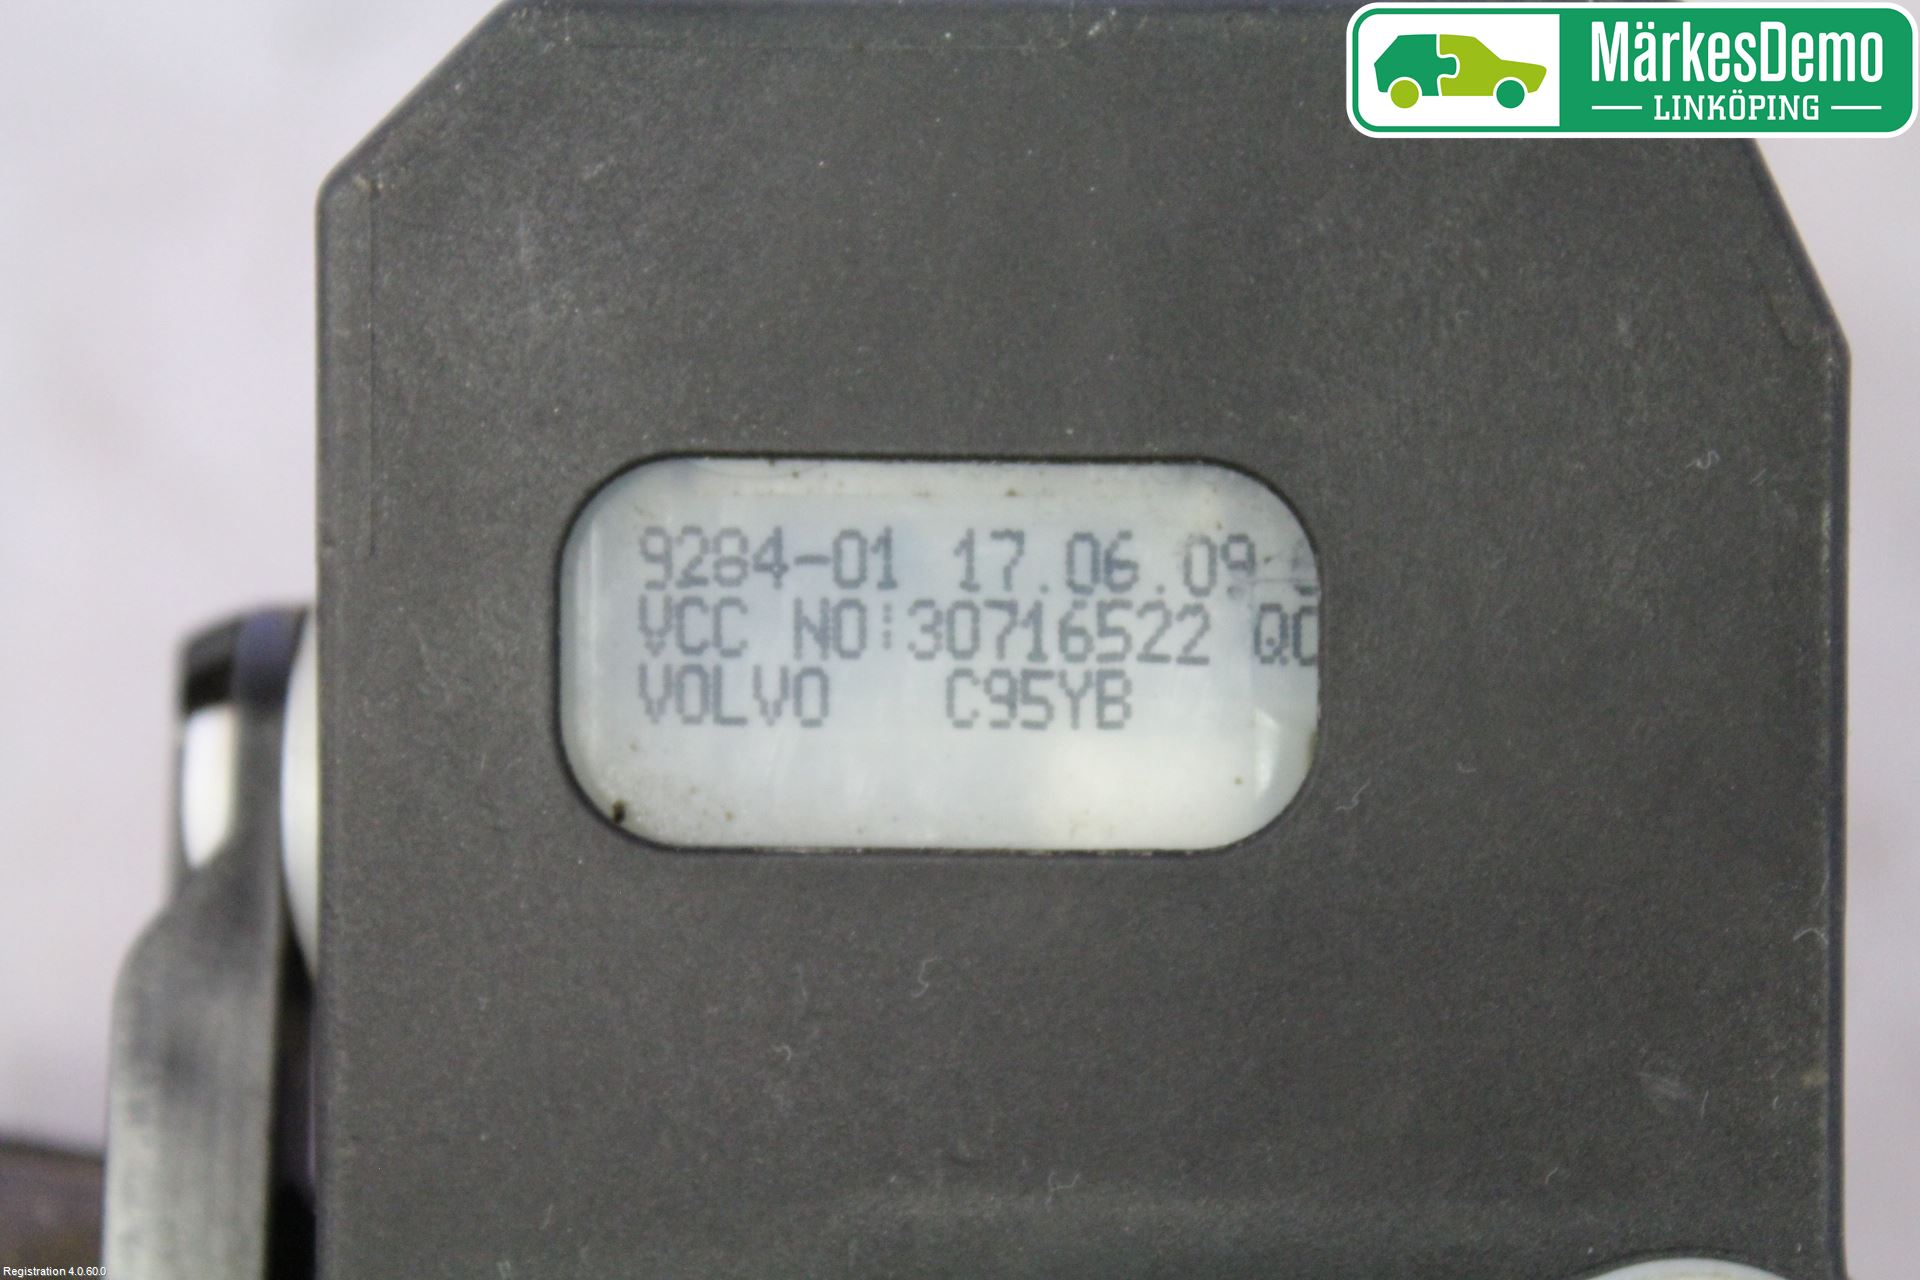 MärkesDemo
LINKÖPING
9284-01 17.06.09
VCC NO:30716522
VOLVO C95YB
Registration 4.0.60.0